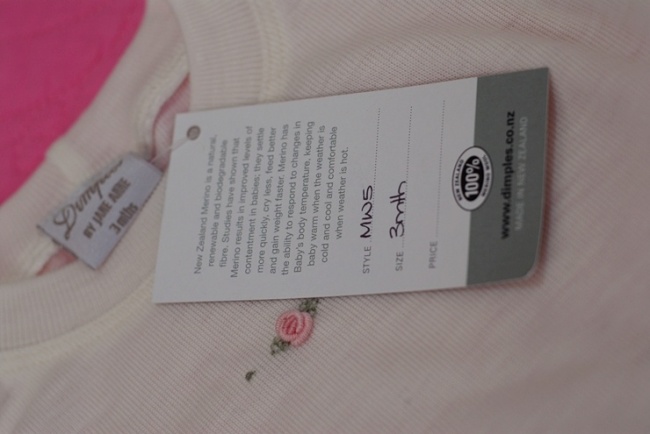 Dimples
BY JANE ANNE
3 mths
New Zealand Merino is a natural,
renewable and biodegradable
fibre. Studies have shown that
Merino results in improved levels of
contentment in babies; they settle
more quickly, cry less, feed better
and gain weight faster. Merino has
the ability to respond to changes in
Baby's body temperature, keeping
baby warm when the weather is
cold and cool and comfortable
when weather is hot.
STYLE MW5
SIZE 3mth
PRICE
NEW ZEALAND
100%
www.dimples.co.nz
MADE IN NEW ZEALAND